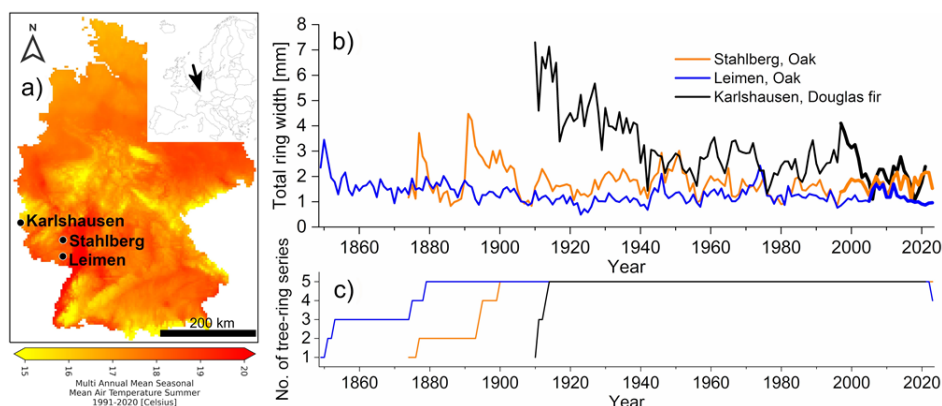 N
a)
Karlshausen
Stahlberg
Leimen
200 km
15 16 17 18 19 20
Multi Annual Mean Seasonal
Mean Air Temperature Summer
1991-2020 [Celsius]
b)
Total ring width [mm]
8
7
6
5
4
3
2
1
0
Stahlberg, Oak
Leimen, Oak
Karlshausen, Douglas fir
1860 1880 1900 1920 1940 1960 1980 2000 2020
Year
c)
No. of tree-ring series
5
4
3
2
1
1860 1880 1900 1920 1940 1960 1980 2000 2020
Year